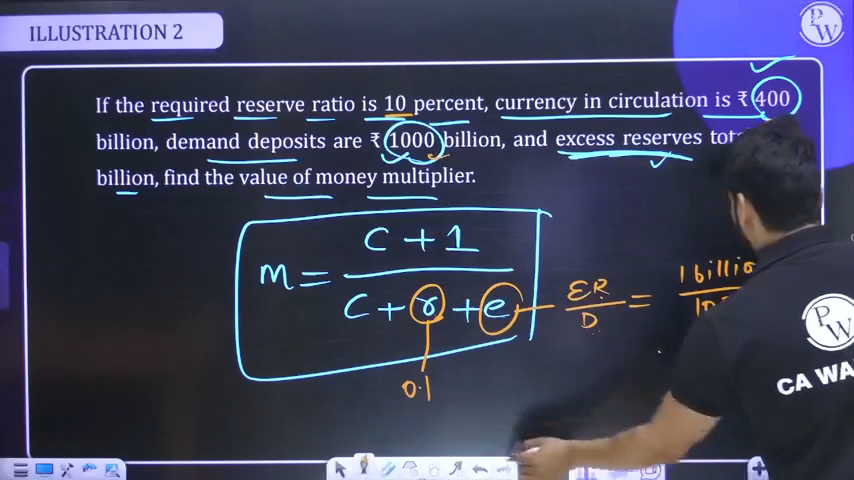 ILLUSTRATION 2
PW
If the required reserve ratio is 10 percent, currency in circulation is ₹ 400
billion, demand deposits are ₹ 1000 billion, and excess reserves
billion, find the value of money multiplier.
m = C + 1 / C + r + e
ER / D =
1 billio
0.1
PW
CA WA